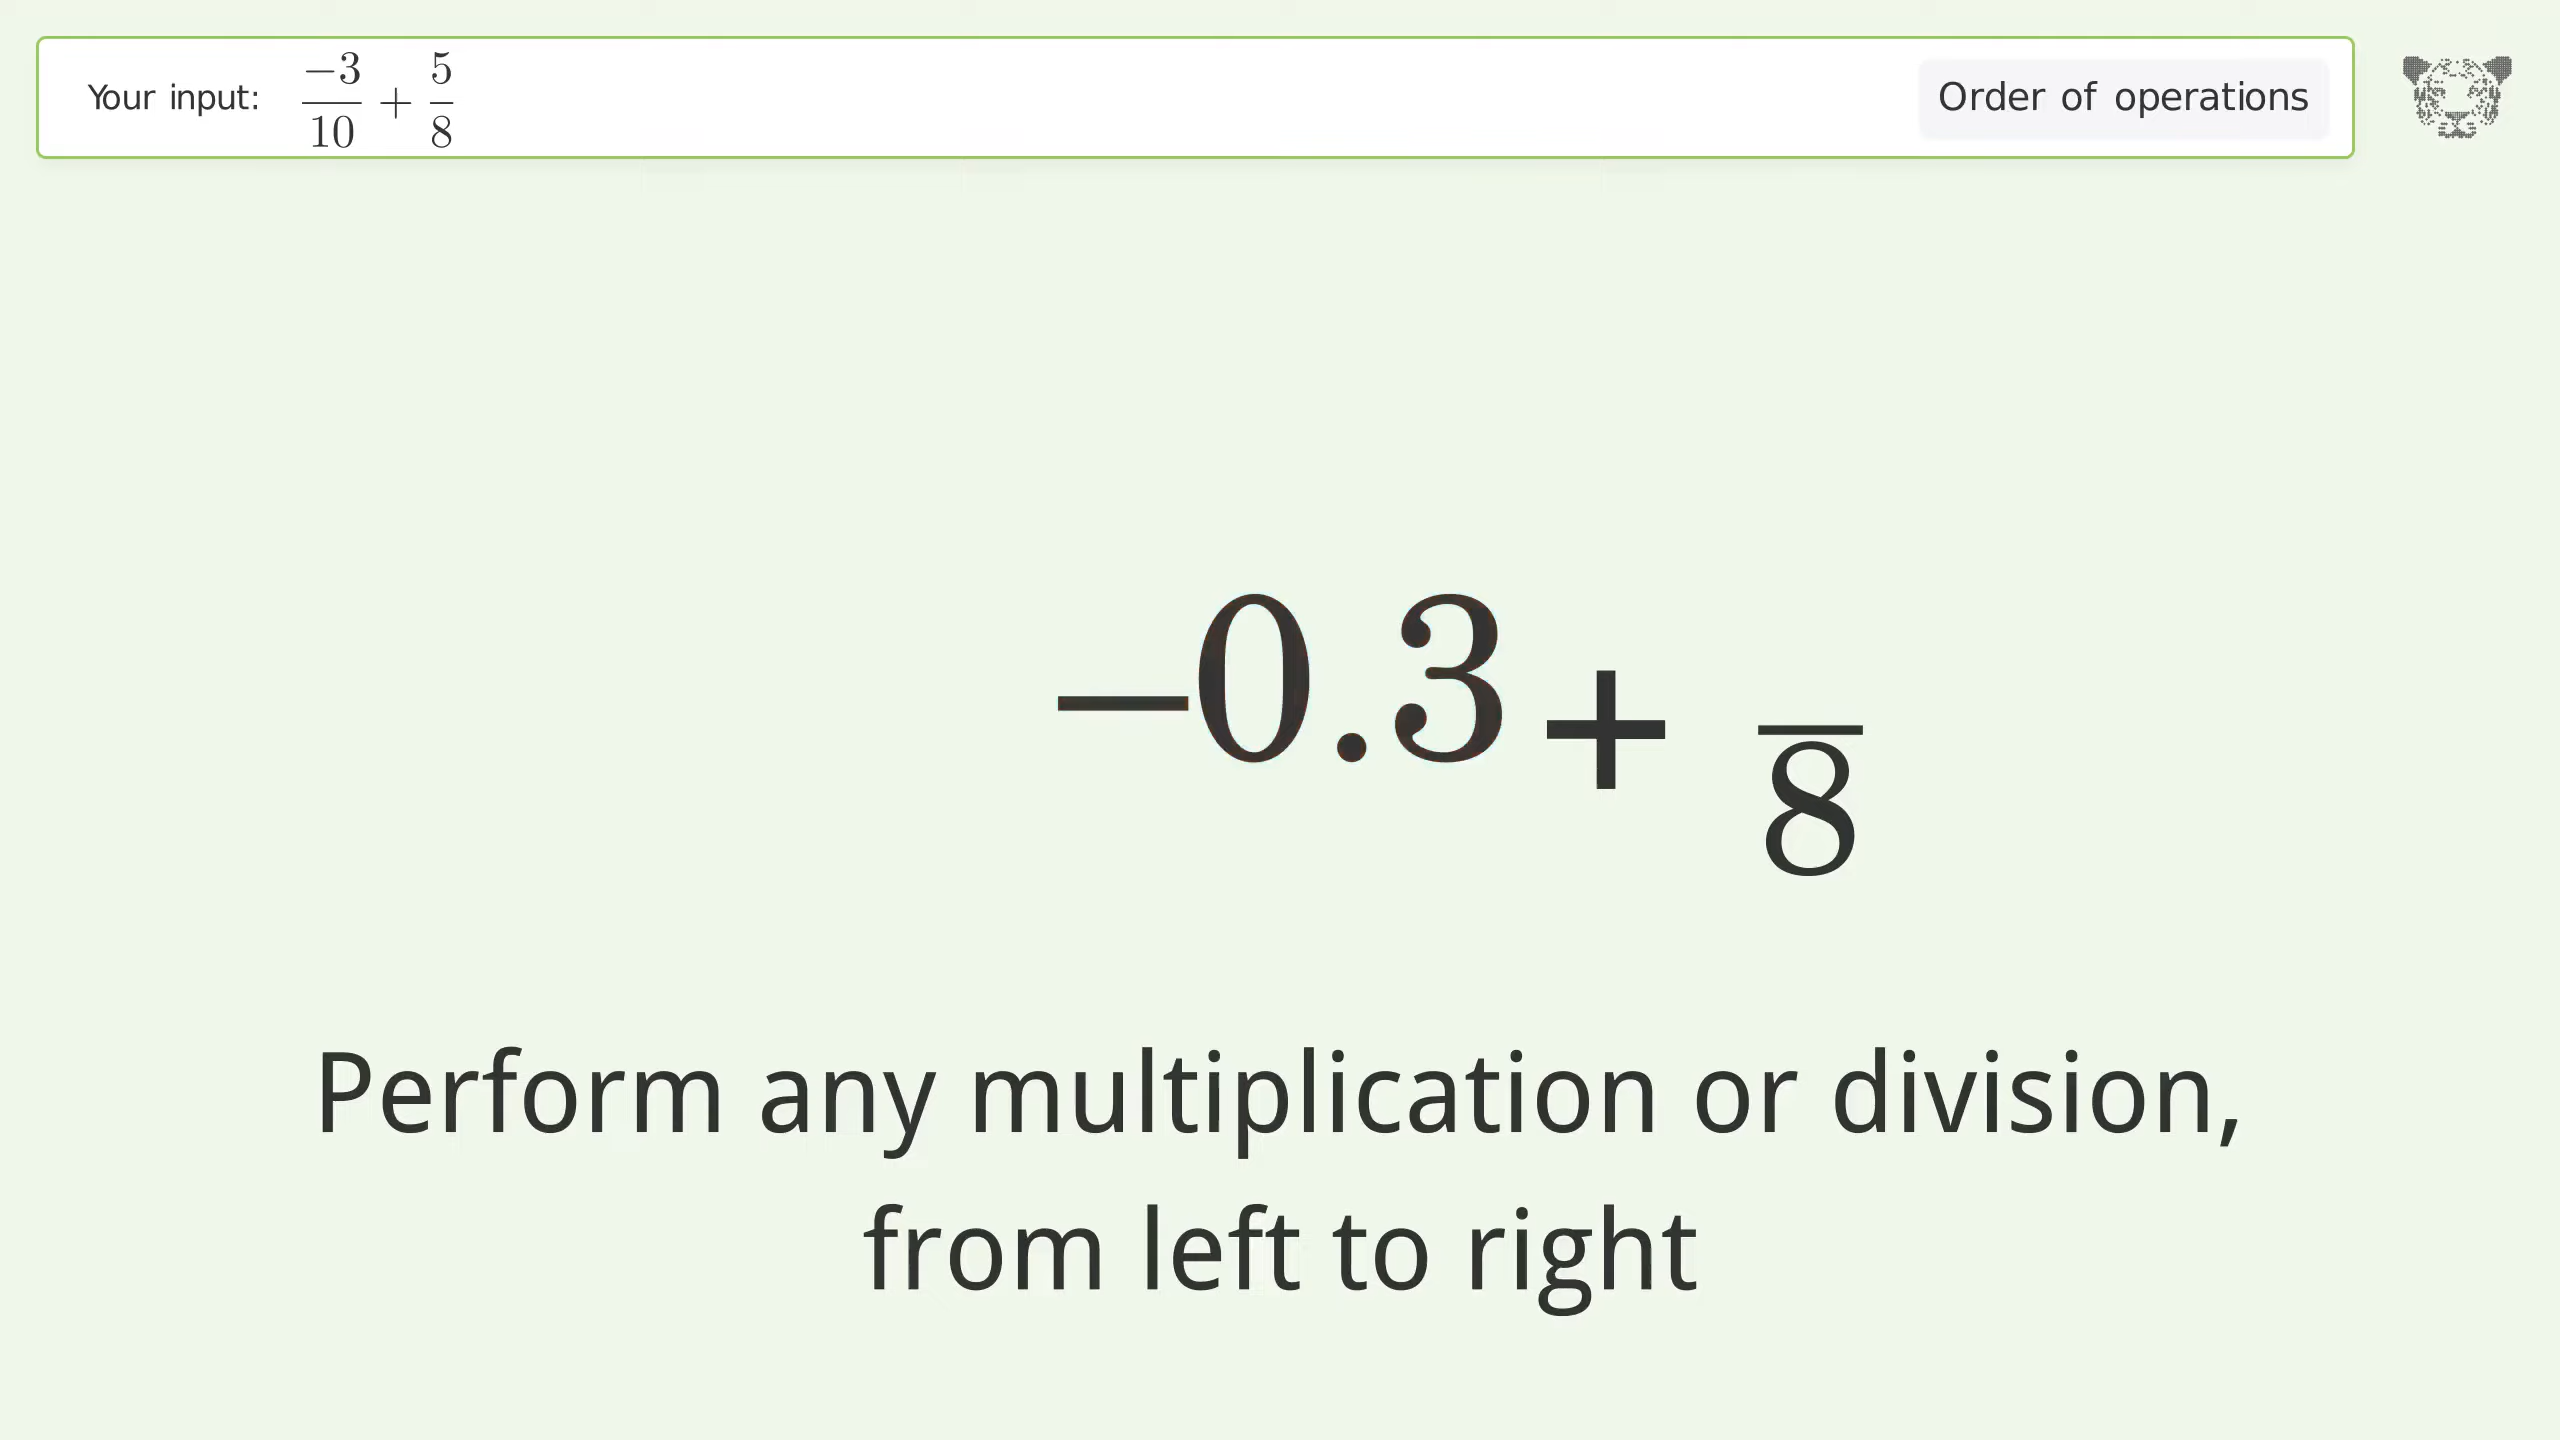 Your input: −3/10 + 5/8
Order of operations
−0.3 + /8
Perform any multiplication or division,
from left to right